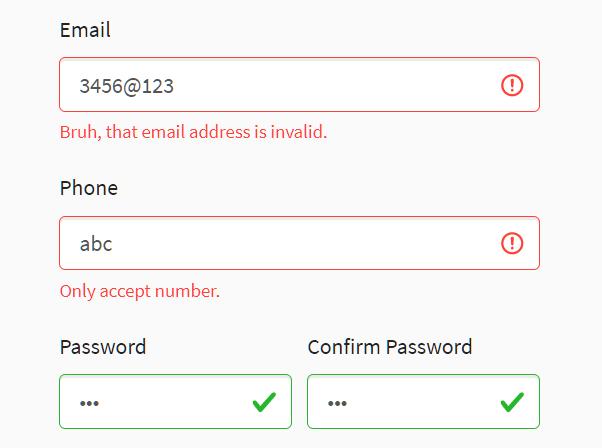 Email
3456@123
Bruh, that email address is invalid.
Phone
abc
Only accept number.
Password Confirm Password
••• •••